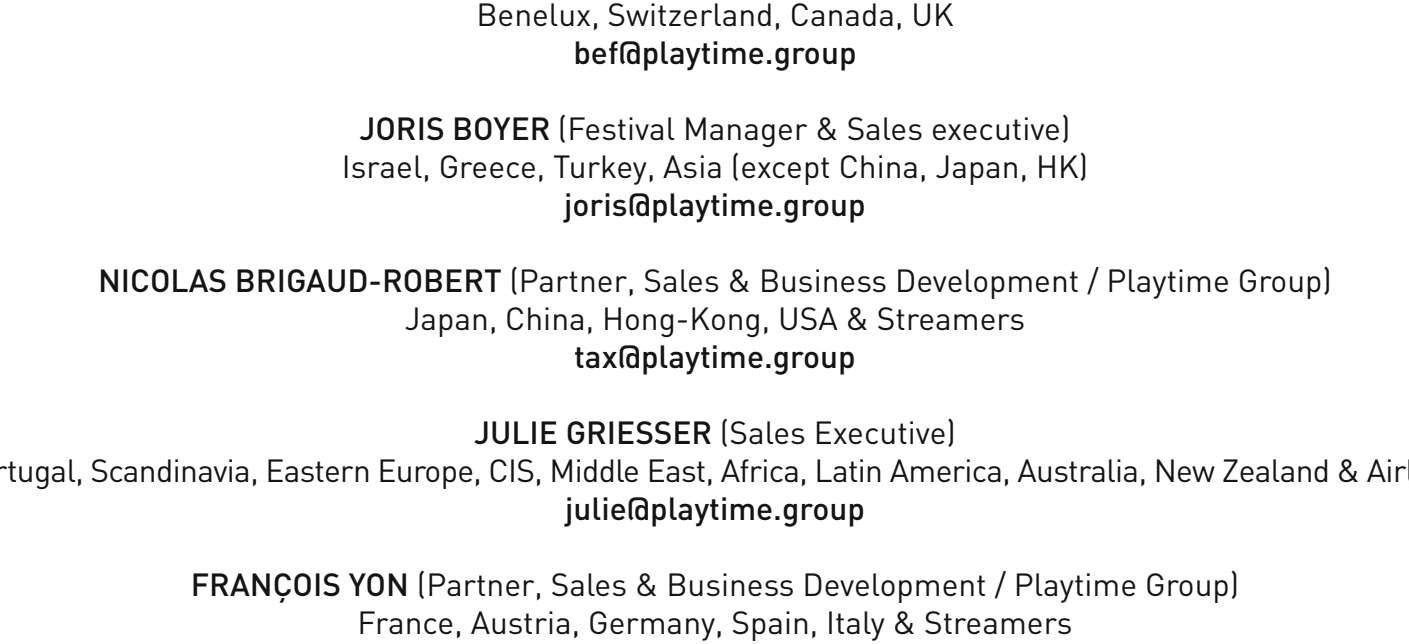 Benelux, Switzerland, Canada, UK
bef@playtime.group
JORIS BOYER (Festival Manager & Sales executive)
Israel, Greece, Turkey, Asia (except China, Japan, HK)
joris@playtime.group
NICOLAS BRIGAUD-ROBERT (Partner, Sales & Business Development / Playtime Group)
Japan, China, Hong-Kong, USA & Streamers
tax@playtime.group
JULIE GRIESSER (Sales Executive)
Scandinavia, Eastern Europe, CIS, Middle East, Africa, Latin America, Australia, New Zealand &
julie@playtime.group
FRANÇOIS YON (Partner, Sales & Business Development / Playtime Group)
France, Austria, Germany, Spain, Italy & Streamers